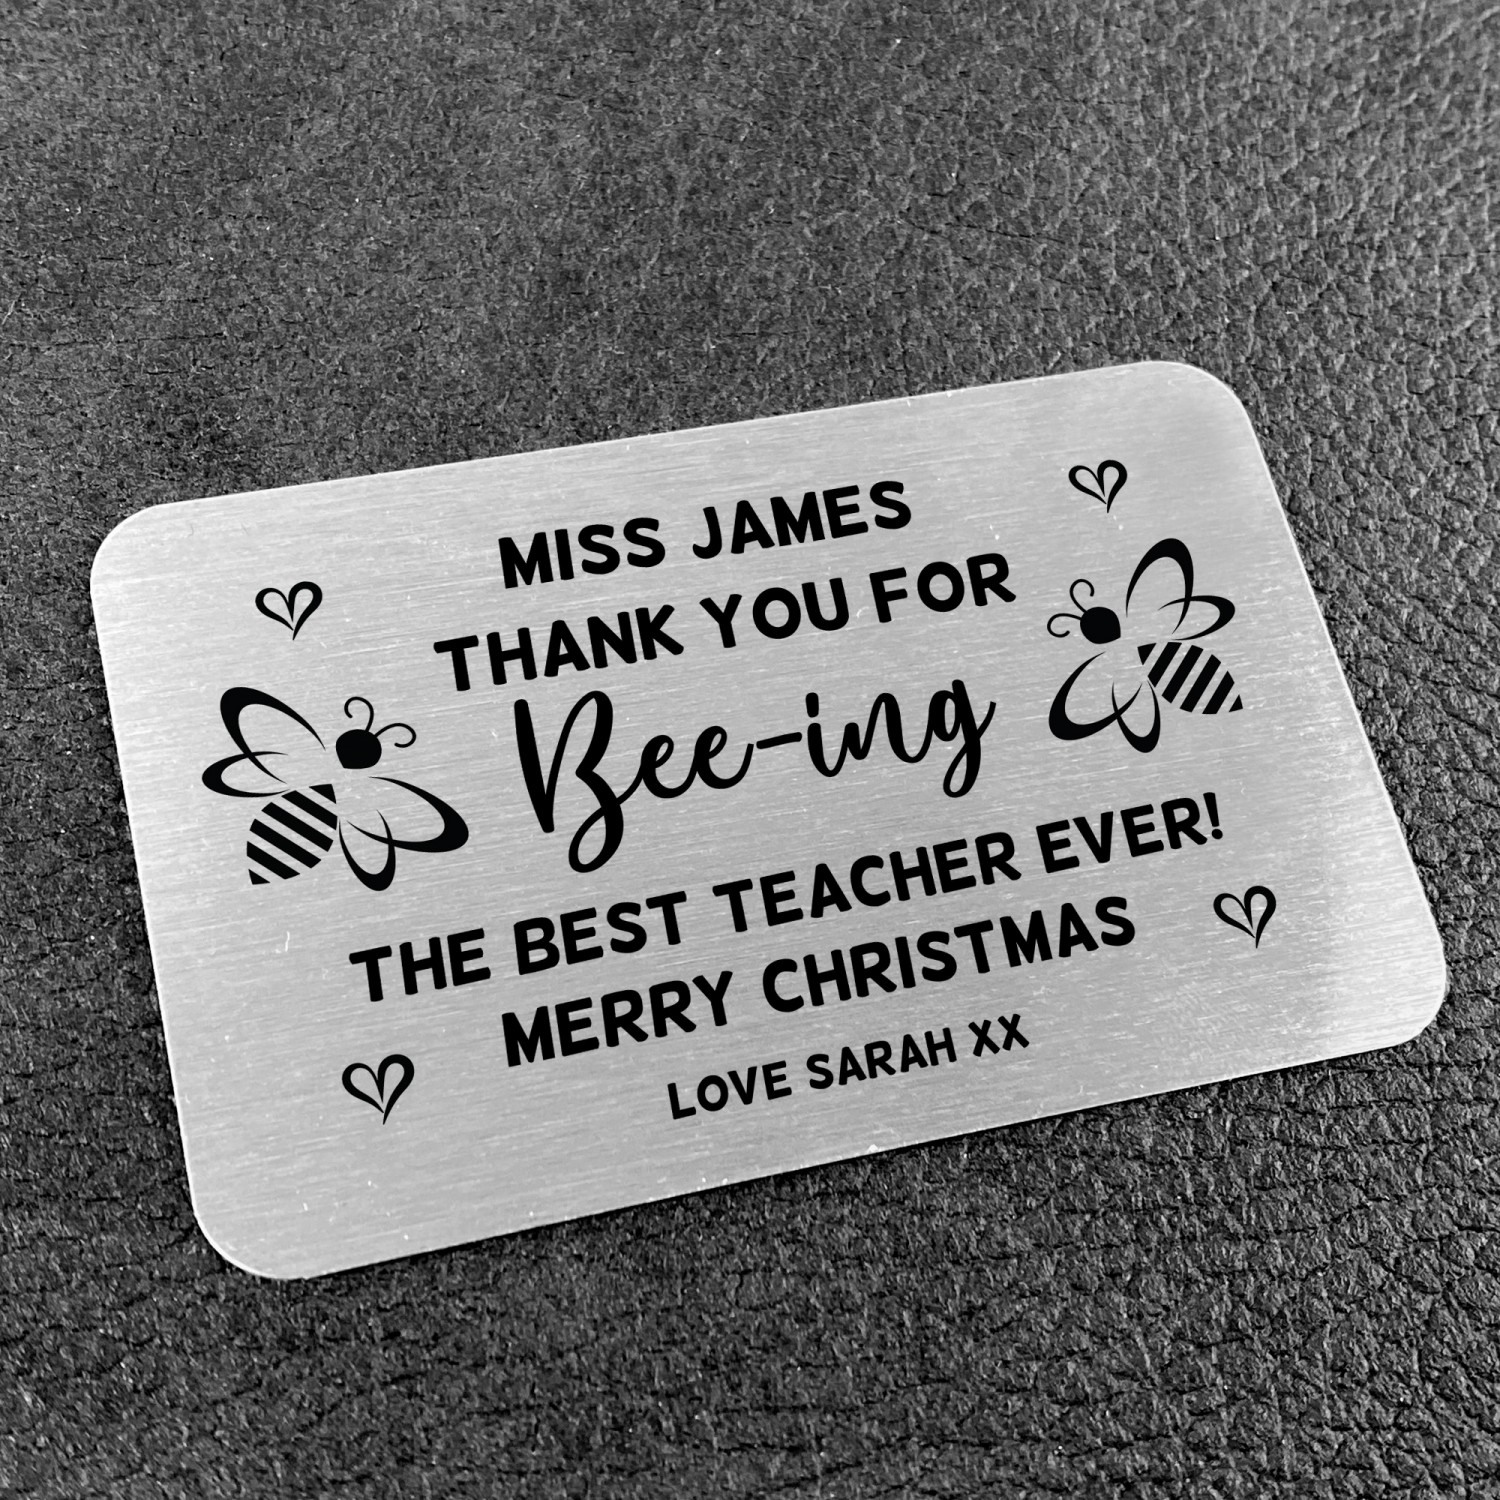 MISS JAMES
THANK YOU FOR
Bee-ing
THE BEST TEACHER EVER!
MERRY CHRISTMAS
LOVE SARAH XX